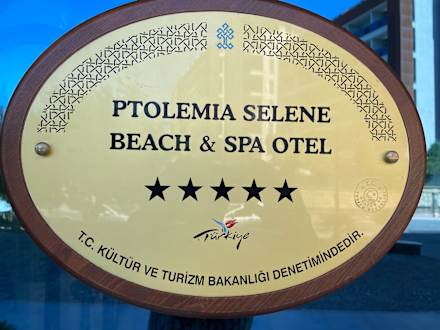 PTOLEMIA SELENE
BEACH & SPA OTEL
Türkiye
T.C. KÜLTÜR VE TURİZM BAKANLIĞI DENETİMİNDEDİR.